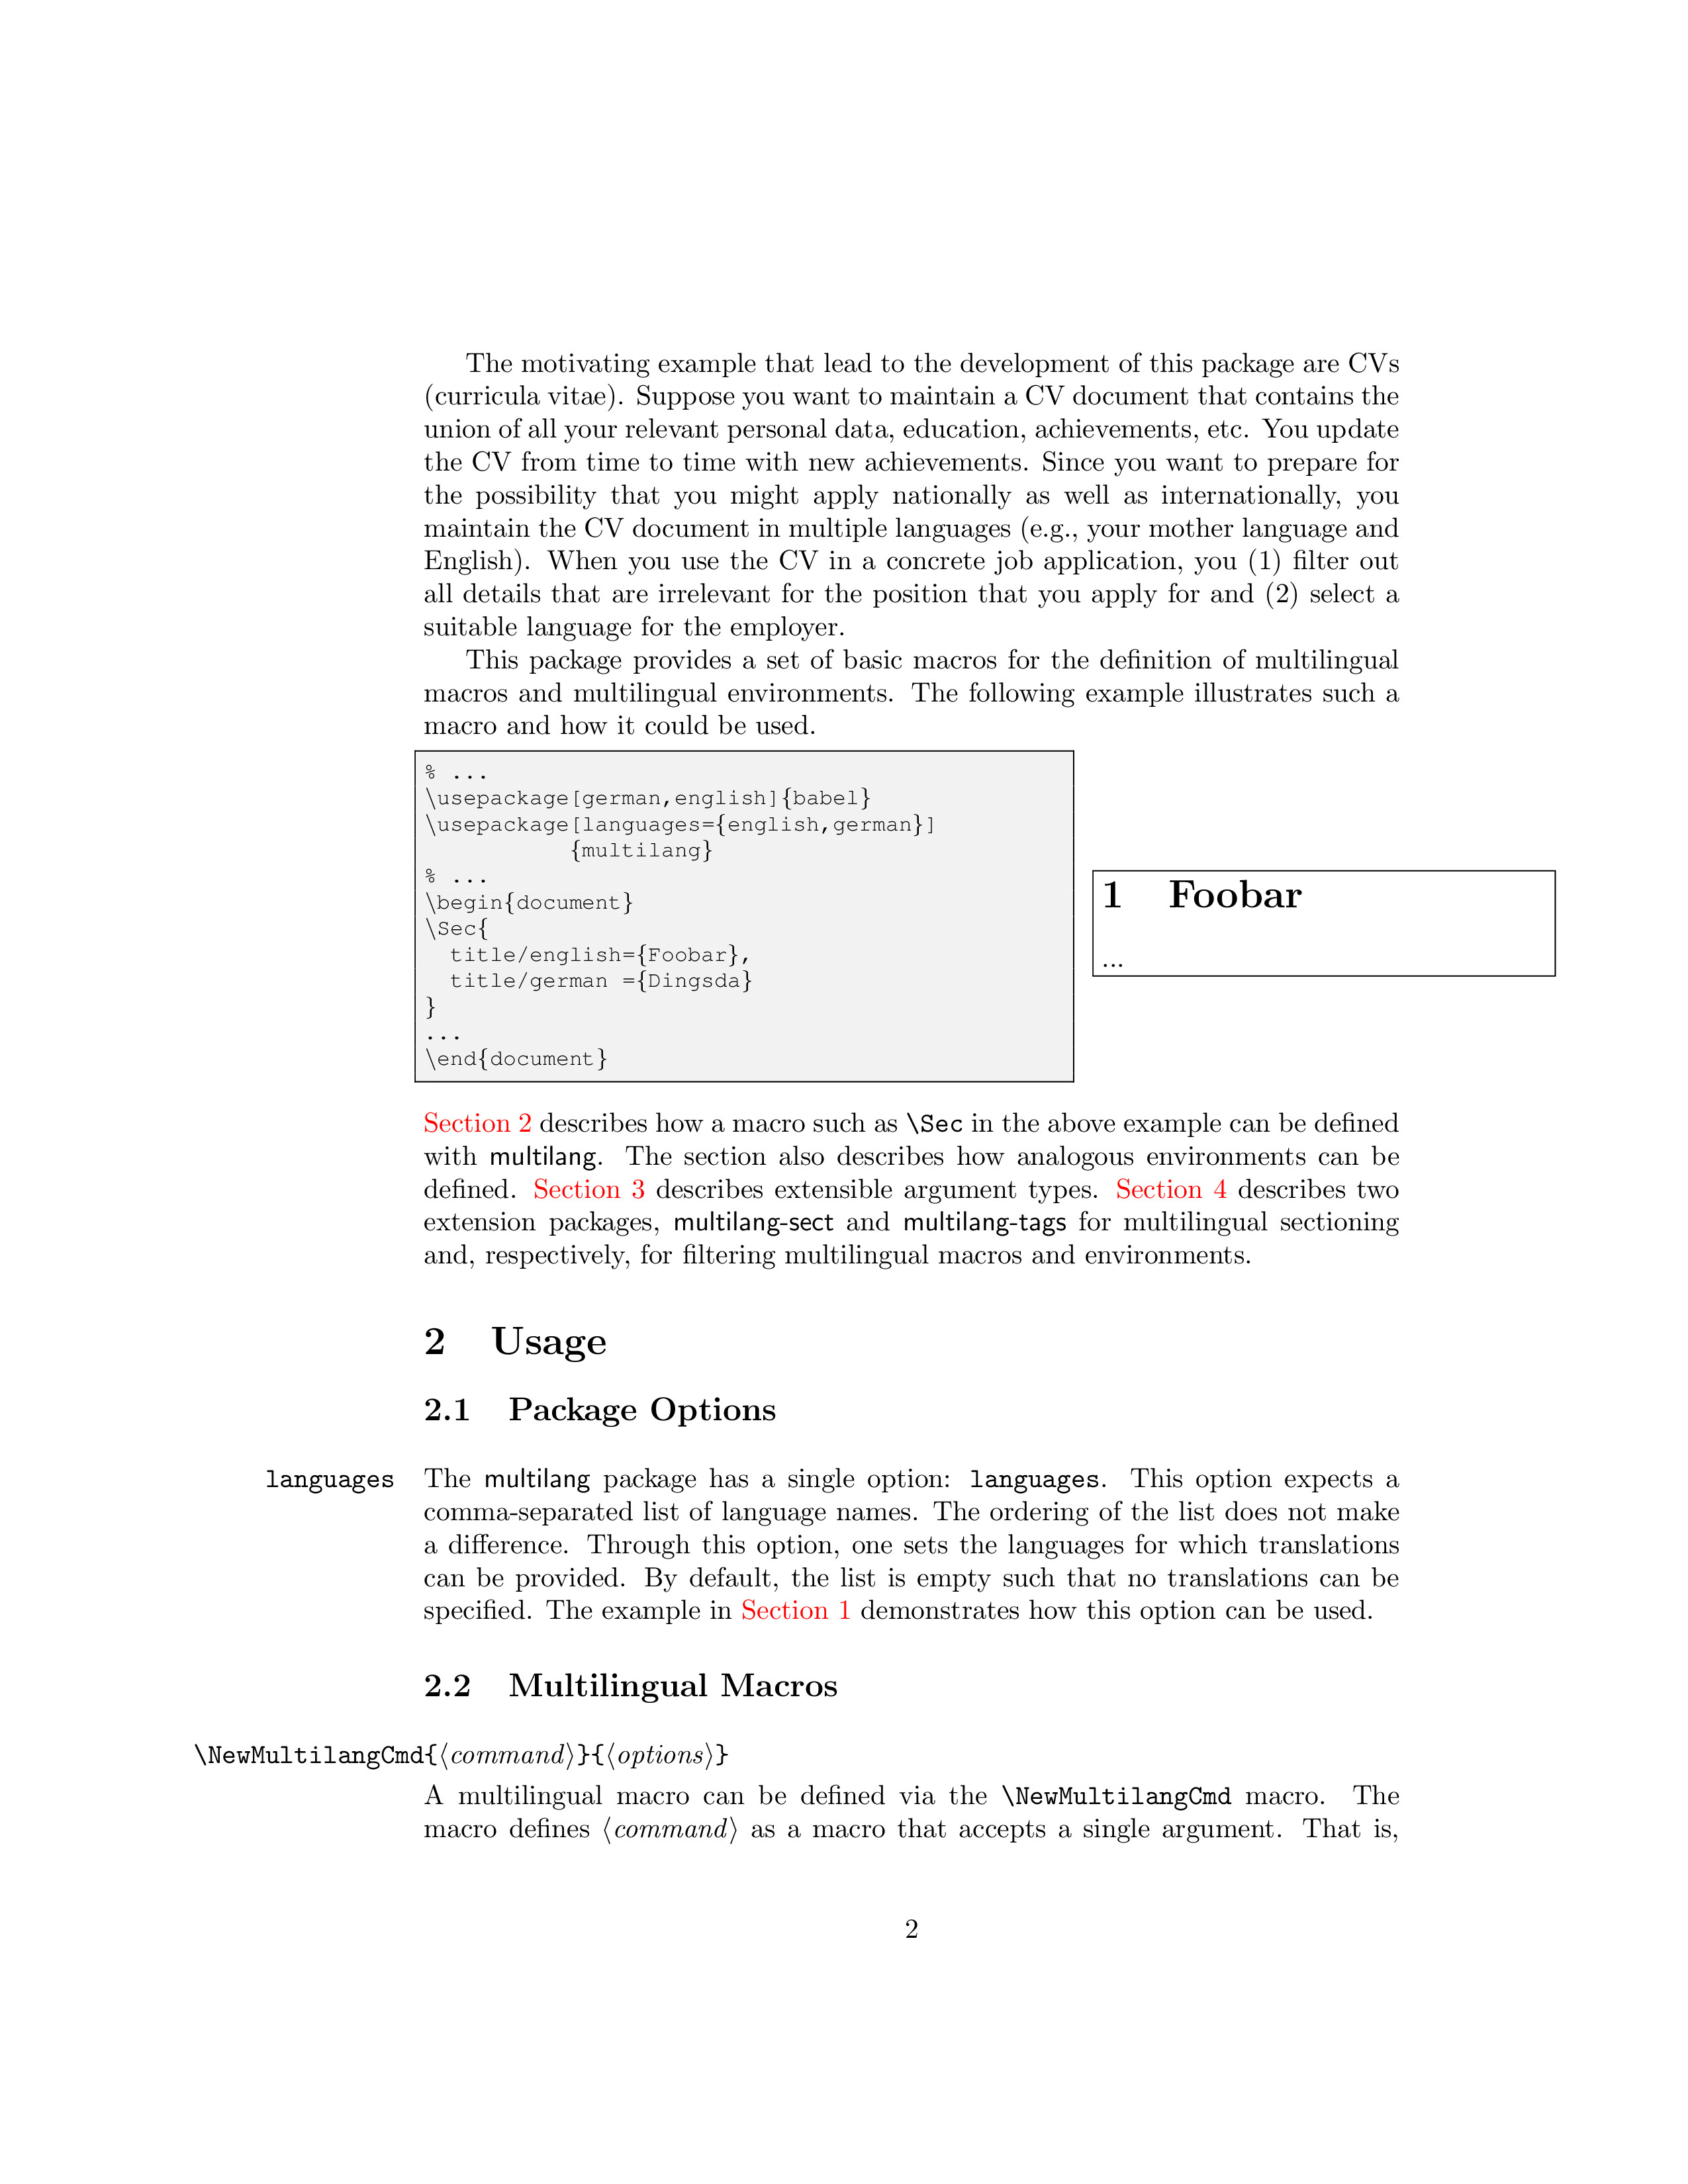 The motivating example that lead to the development of this package are CVs
(curricula vitae). Suppose you want to maintain a CV document that contains the
union of all your relevant personal data, education, achievements, etc. You update
the CV from time to time with new achievements. Since you want to prepare for
the possibility that you might apply nationally as well as internationally, you
maintain the CV document in multiple languages (e.g., your mother language and
English). When you use the CV in a concrete job application, you (1) filter out
all details that are irrelevant for the position that you apply for and (2) select a
suitable language for the employer.
This package provides a set of basic macros for the definition of multilingual
macros and multilingual environments. The following example illustrates such a
macro and how it could be used.
% ...
\usepackage[german,english]{babel}
\usepackage[languages={english,german}]
           {multilang}
% ...
\begin{document}
\Sec{
  title/english={Foobar},
  title/german ={Dingsda}
}
...
\end{document}
1 Foobar
...
Section 2 describes how a macro such as \Sec in the above example can be defined
with multilang. The section also describes how analogous environments can be
defined. Section 3 describes extensible argument types. Section 4 describes two
extension packages, multilang-sect and multilang-tags for multilingual sectioning
and, respectively, for filtering multilingual macros and environments.
2 Usage
2.1 Package Options
languages The multilang package has a single option: languages. This option expects a
comma-separated list of language names. The ordering of the list does not make
a difference. Through this option, one sets the languages for which translations
can be provided. By default, the list is empty such that no translations can be
specified. The example in Section 1 demonstrates how this option can be used.
2.2 Multilingual Macros
\NewMultilangCmd{⟨command⟩}{⟨options⟩}
A multilingual macro can be defined via the \NewMultilangCmd macro. The
macro defines ⟨command⟩ as a macro that accepts a single argument. That is,
2